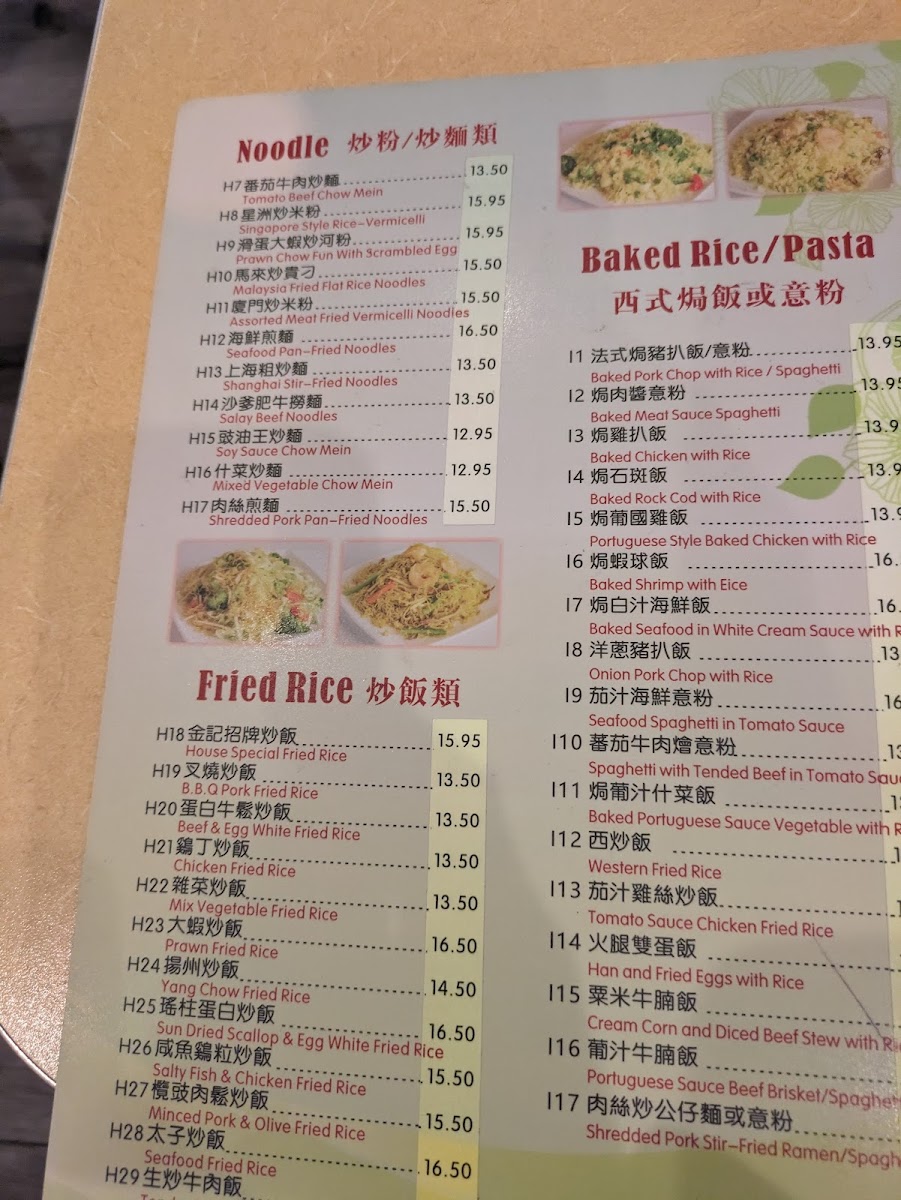 Noodle 炒粉/炒麵類
H7 番茄牛肉炒麵 13.50
Tomato Beef Chow Mein
H8 星洲炒米粉 15.95
Singapore Style Rice-Vermicelli
H9 滑蛋大蝦炒河粉 15.95
Prawn Chow Fun With Scrambled Egg
H10 馬來炒貴刁 15.50
Malaysia Fried Flat Rice Noodles
H11 廈門炒米粉 15.50
Assorted Meat Fried Vermicelli Noodles
H12 海鮮煎麵 16.50
Seafood Pan-Fried Noodles
H13 上海粗炒麵 13.50
Shanghai Stir-Fried Noodles
H14 沙爹肥牛撈麵 13.50
Salay Beef Noodles
H15 豉油王炒麵 12.95
Soy Sauce Chow Mein
H16 什菜炒麵 12.95
Mixed Vegetable Chow Mein
H17 肉絲煎麵 15.50
Shredded Pork Pan-Fried Noodles
Fried Rice 炒飯類
H18 金記招牌炒飯 15.95
House Special Fried Rice
H19 叉燒炒飯 13.50
B.B.Q Pork Fried Rice
H20 蛋白牛鬆炒飯 13.50
Beef & Egg White Fried Rice
H21 鷄丁炒飯 13.50
Chicken Fried Rice
H22 雜菜炒飯 13.50
Mix Vegetable Fried Rice
H23 大蝦炒飯 16.50
Prawn Fried Rice
H24 揚州炒飯 14.50
Yang Chow Fried Rice
H25 瑤柱蛋白炒飯 16.50
Sun Dried Scallop & Egg White Fried Rice
H26 咸魚鷄粒炒飯 15.50
Salty Fish & Chicken Fried Rice
H27 欖豉肉鬆炒飯 15.50
Minced Pork & Olive Fried Rice
H28 太子炒飯 16.50
Seafood Fried Rice
H29 生炒牛肉飯
Baked Rice/Pasta
西式焗飯或意粉
I1 法式焗豬扒飯/意粉 13.95
Baked Pork Chop with Rice / Spaghetti
I2 焗肉醬意粉 13.95
Baked Meat Sauce Spaghetti
I3 焗雞扒飯 13.9
Baked Chicken with Rice
I4 焗石斑飯 13.9
Baked Rock Cod with Rice
I5 焗葡國雞飯 13.9
Portuguese Style Baked Chicken with Rice
I6 焗蝦球飯 16.
Baked Shrimp with Eice
I7 焗白汁海鮮飯 16.
Baked Seafood in White Cream Sauce with R
I8 洋蔥豬扒飯 13
Onion Pork Chop with Rice
I9 茄汁海鮮意粉 16
Seafood Spaghetti in Tomato Sauce
I10 蕃茄牛肉燴意粉 13
Spaghetti with Tended Beef in Tomato Sauc
I11 焗葡汁什菜飯
Baked Portuguese Sauce Vegetable with R
I12 西炒飯
Western Fried Rice
I13 茄汁雞絲炒飯
Tomato Sauce Chicken Fried Rice
I14 火腿雙蛋飯
Han and Fried Eggs with Rice
I15 粟米牛腩飯
Cream Corn and Diced Beef Stew with Ri
I16 葡汁牛腩飯
Portuguese Sauce Beef Brisket/Spaghet
I17 肉絲炒公仔麵或意粉
Shredded Pork Stir-Fried Ramen/Spagh